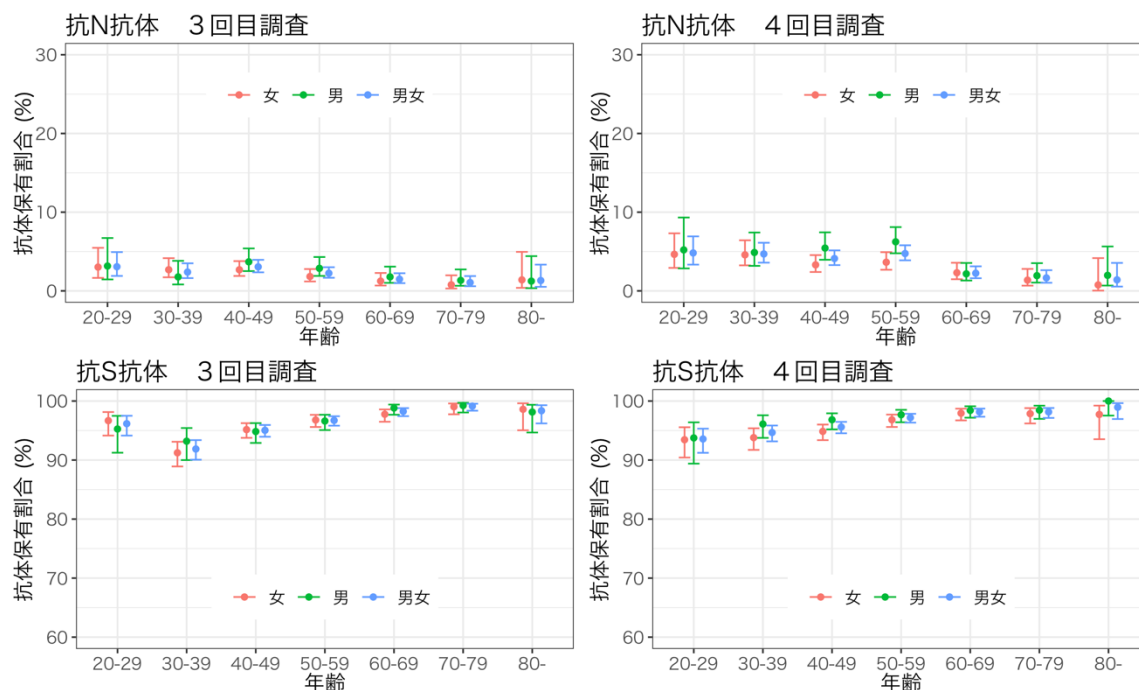 抗N抗体　３回目調査
抗体保有割合 (%)
30
20
10
0
女 男 男女
20-29 30-39 40-49 50-59 60-69 70-79 80-
年齢
抗N抗体　４回目調査
抗体保有割合 (%)
30
20
10
0
女 男 男女
20-29 30-39 40-49 50-59 60-69 70-79 80-
年齢
抗S抗体　３回目調査
抗体保有割合 (%)
100
90
80
70
60
女 男 男女
20-29 30-39 40-49 50-59 60-69 70-79 80-
年齢
抗S抗体　４回目調査
抗体保有割合 (%)
100
90
80
70
60
女 男 男女
20-29 30-39 40-49 50-59 60-69 70-79 80-
年齢